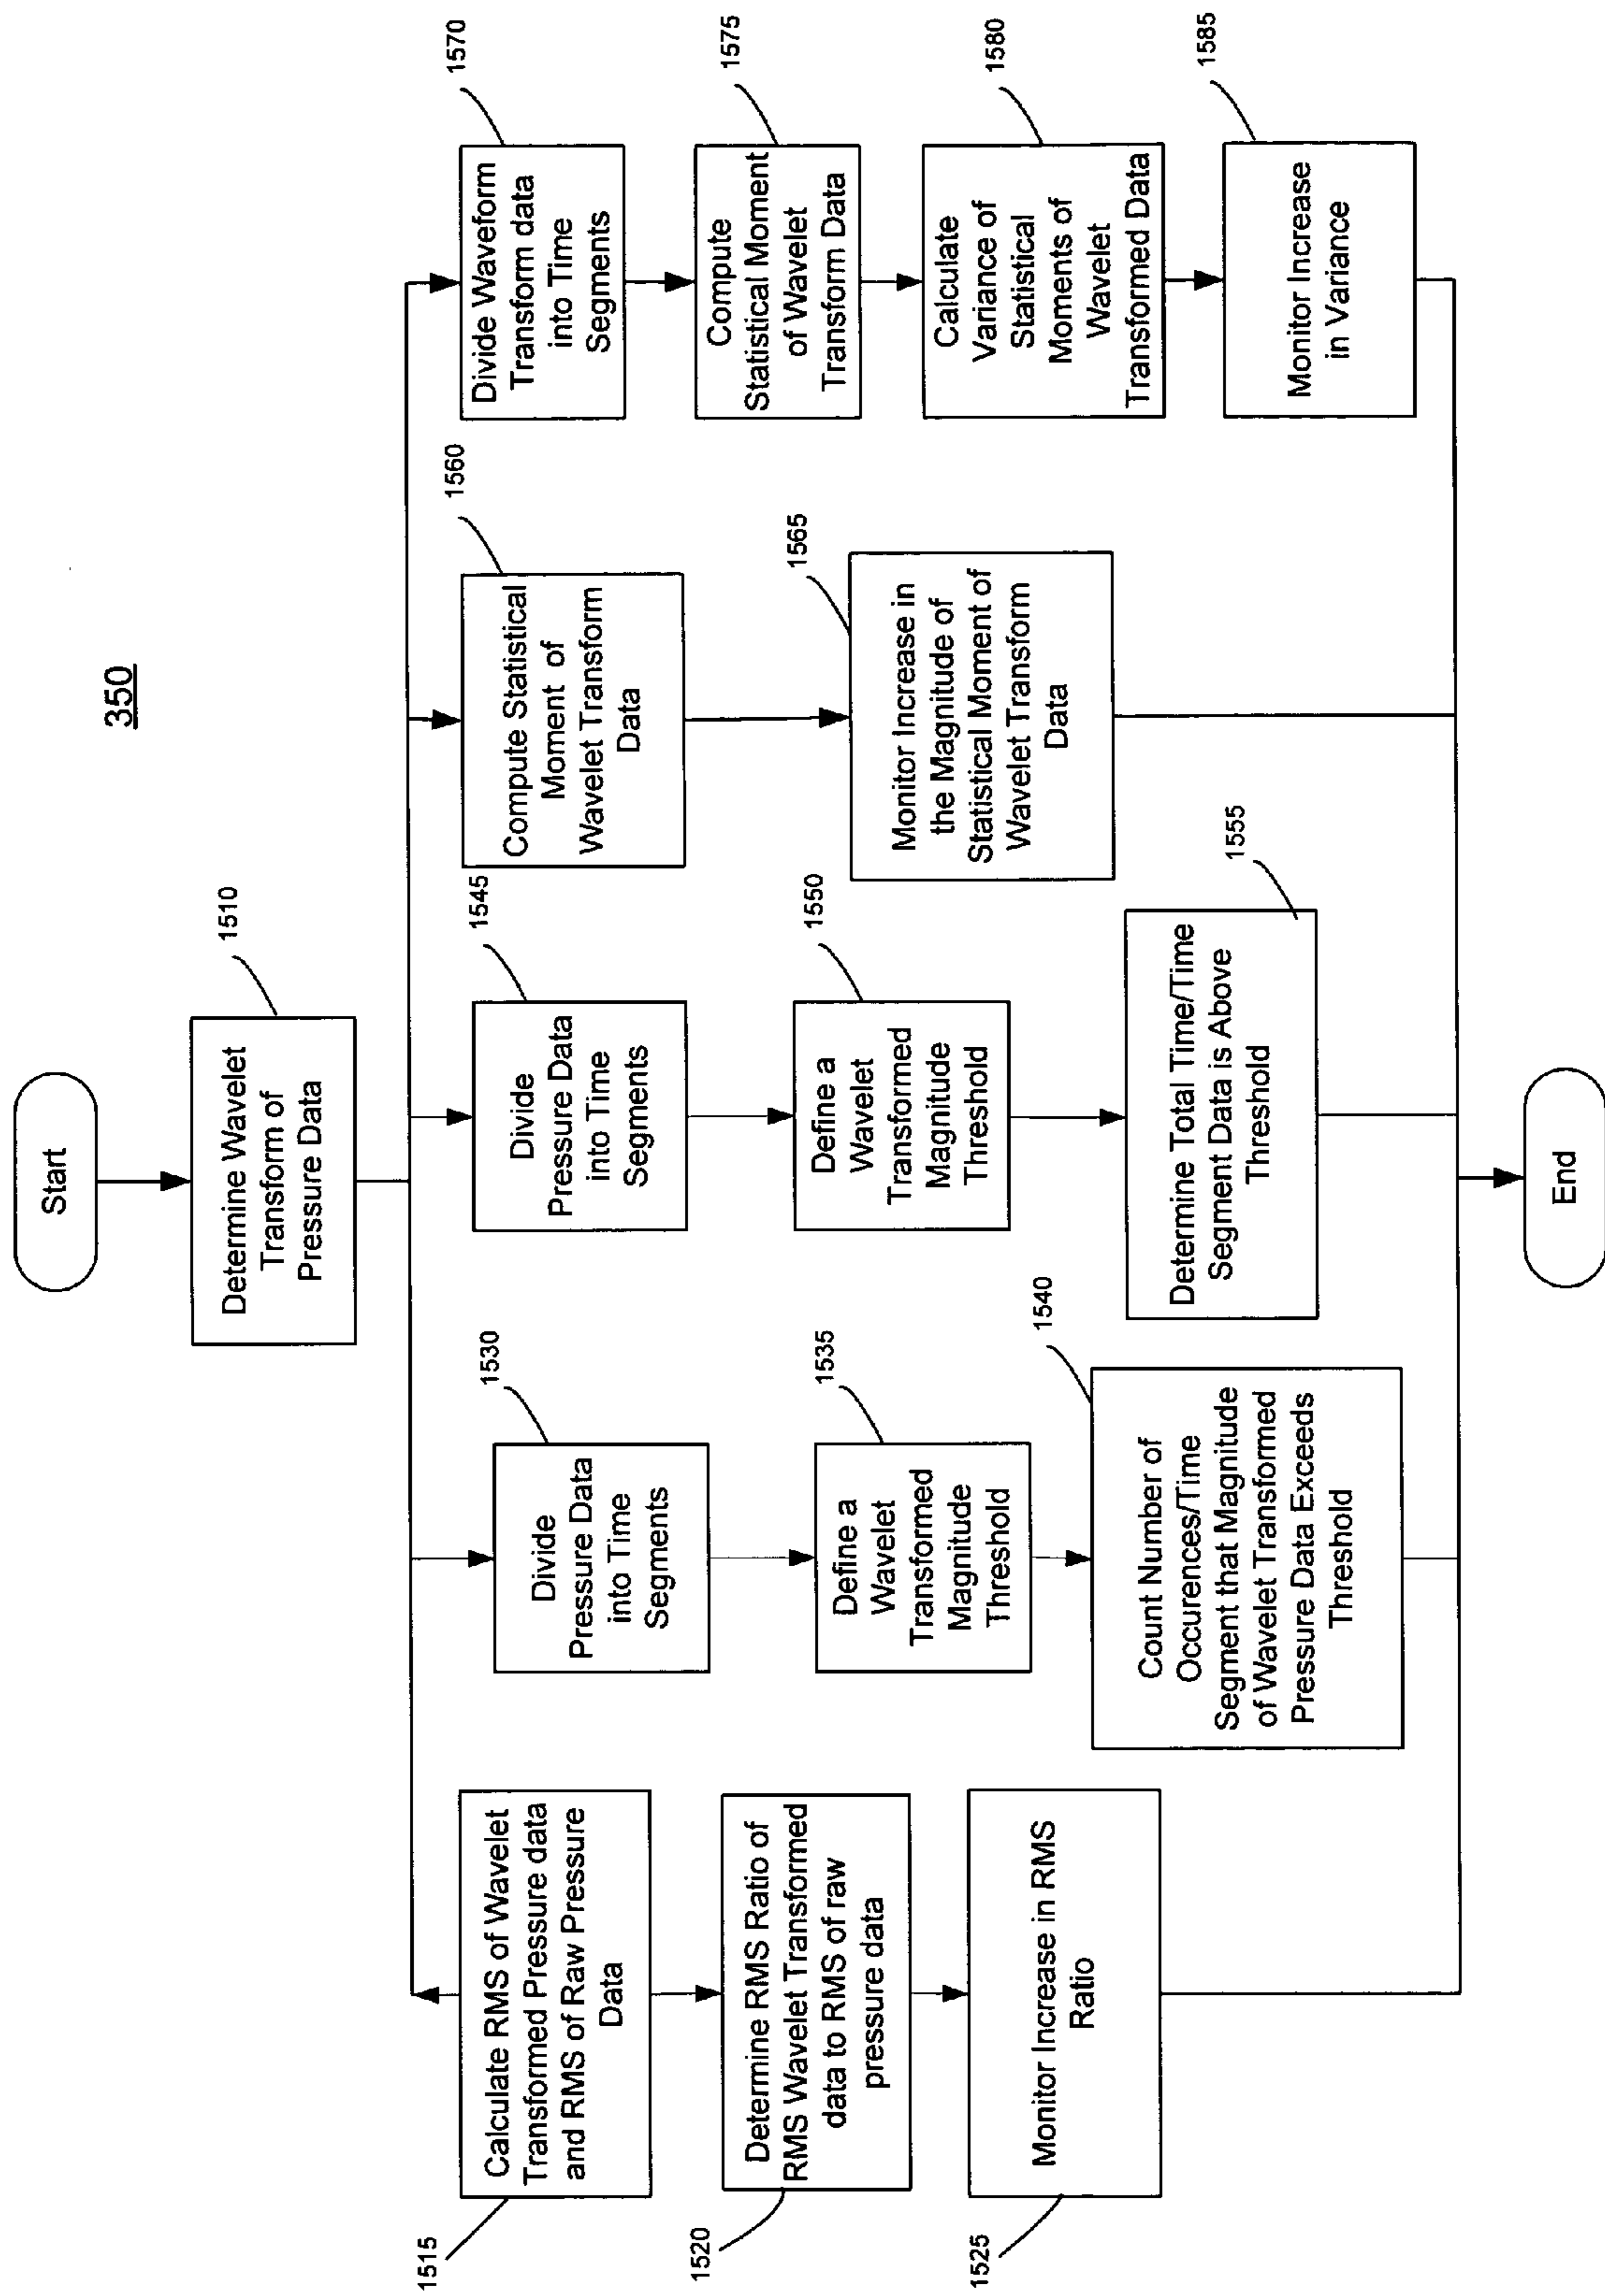 350
Start
Determine Wavelet
Transform of
Pressure Data
1510
Calculate RMS of Wavelet
Transformed Pressure data
and RMS of Raw Pressure
Data
1515
Determine RMS Ratio of
RMS Wavelet Transformed
data to RMS of raw
pressure data
1520
Monitor Increase in RMS
Ratio
1525
Divide
Pressure Data
into Time
Segments
1530
Define a
Wavelet
Transformed
Magnitude
Threshold
1535
Count Number of
Occurences/Time
Segment that Magnitude
of Wavelet Transformed
Pressure Data Exceeds
Threshold
1540
Divide
Pressure Data
into Time
Segments
1545
Define a
Wavelet
Transformed
Magnitude
Threshold
1550
Determine Total Time/Time
Segment Data is Above
Threshold
1555
Compute Statistical
Moment of
Wavelet Transform
Data
1560
Monitor Increase in
the Magnitude of
Statistical Moment of
Wavelet Transform
Data
1565
Divide Waveform
Transform data
into Time
Segments
1570
Compute
Statistical Moment
of Wavelet
Transform Data
1575
Calculate
Variance of
Statistical
Moments of
Wavelet
Transformed Data
1580
Monitor Increase
in Variance
1585
End